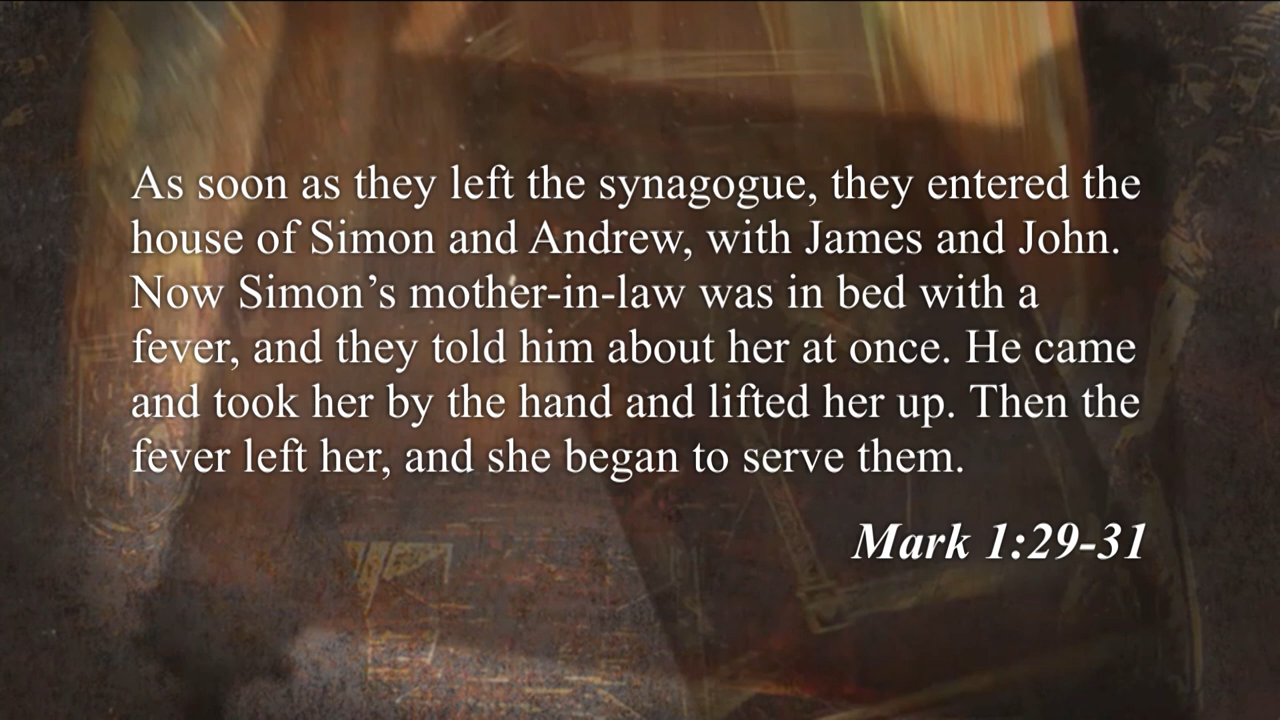 As soon as they left the synagogue, they entered the
house of Simon and Andrew, with James and John.
Now Simon’s mother-in-law was in bed with a
fever, and they told him about her at once. He came
and took her by the hand and lifted her up. Then the
fever left her, and she began to serve them.
Mark 1:29-31